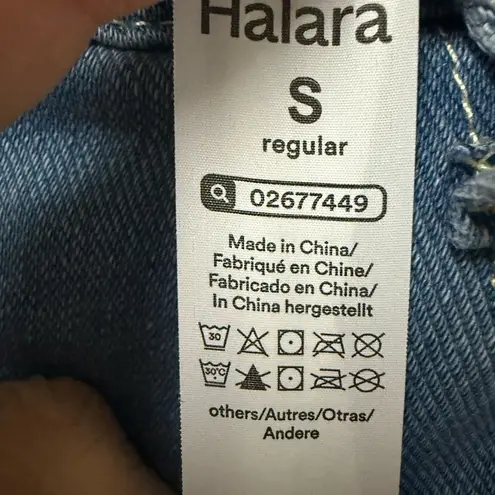 Halara
S
regular
02677449
Made in China/
Fabriqué en Chine/
Fabricado en China/
In China hergestellt
30
30°C
others/Autres/Otras/
Andere